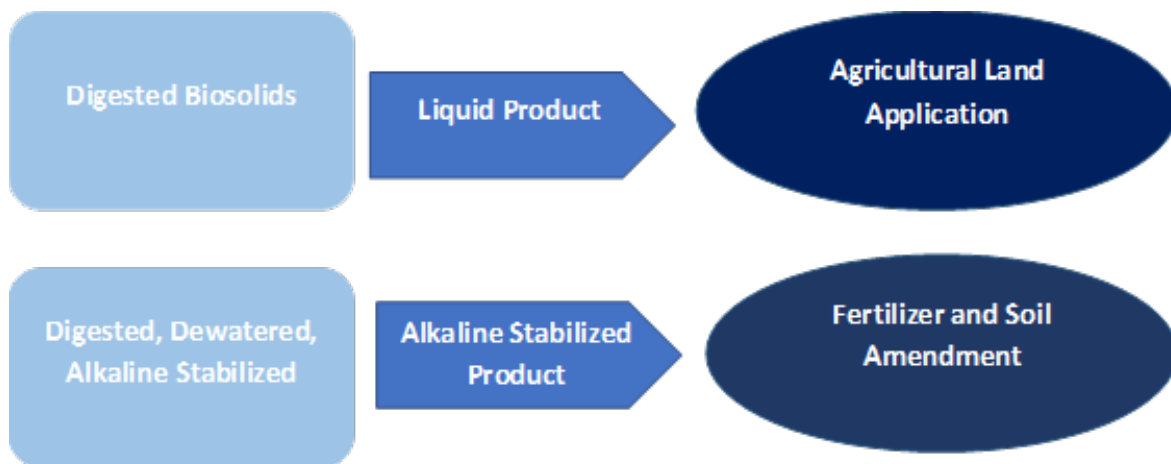 Digested Biosolids
Liquid Product
Agricultural Land
Application
Digested, Dewatered,
Alkaline Stabilized
Alkaline Stabilized
Product
Fertilizer and Soil
Amendment